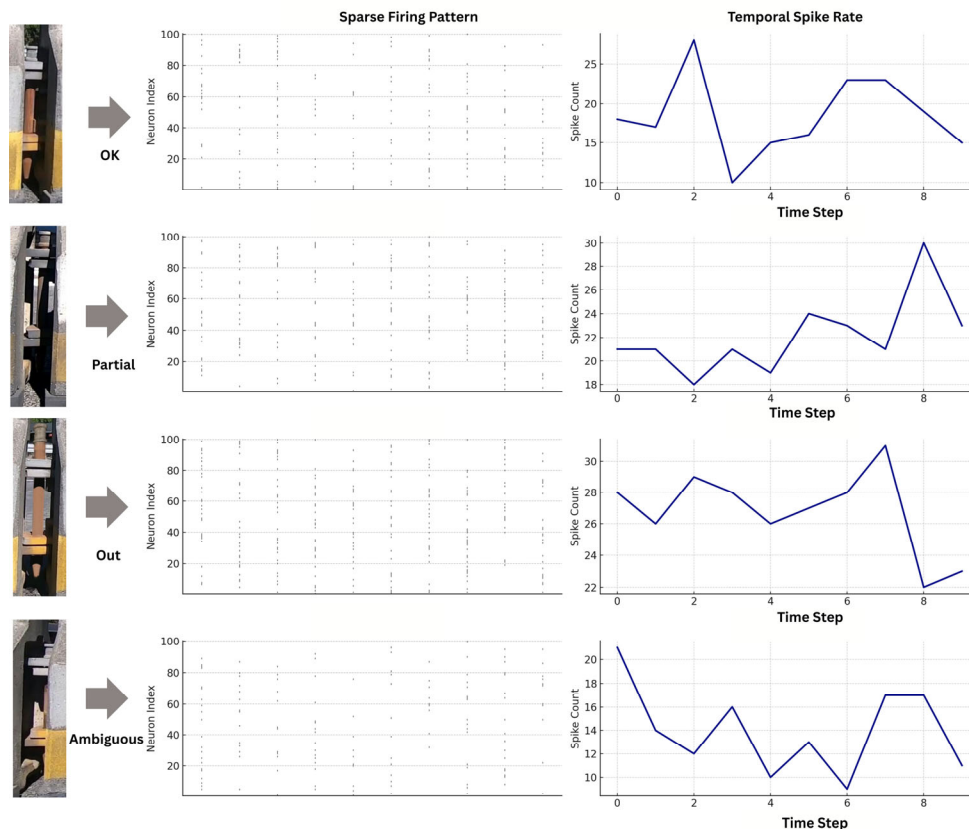 Sparse Firing Pattern
Temporal Spike Rate
100
80
60
40
20
Neuron Index
OK
25
20
15
10
Spike Count
0 2 4 6 8
Time Step
100
80
60
40
20
Neuron Index
Partial
30
28
26
24
22
20
18
Spike Count
0 2 4 6 8
Time Step
100
80
60
40
20
Neuron Index
Out
30
28
26
24
22
Spike Count
0 2 4 6 8
Time Step
100
80
60
40
20
Neuron Index
Ambiguous
20
18
16
14
12
10
Spike Count
0 2 4 6 8
Time Step